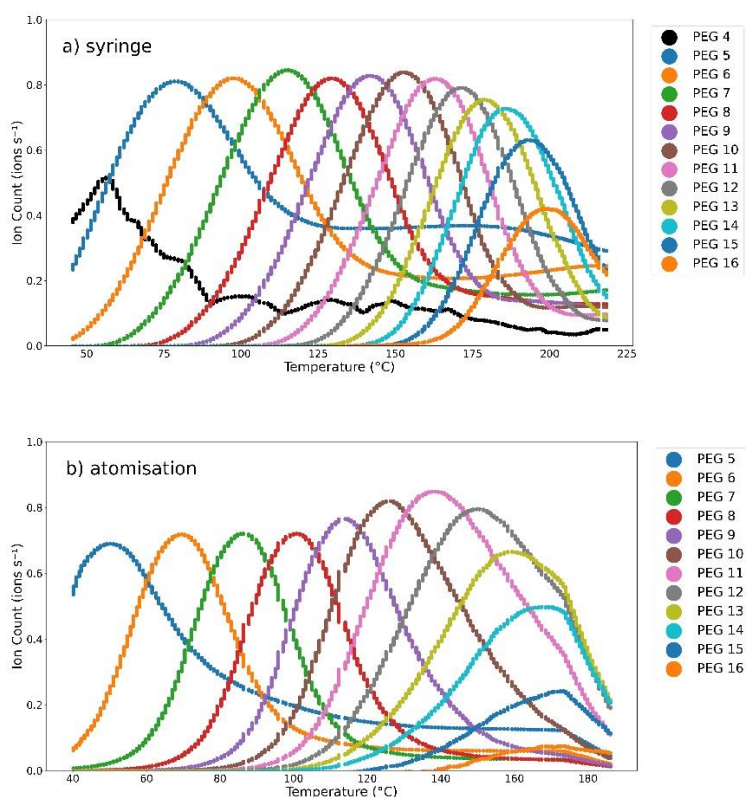 a) syringe
1.0
0.8
0.6
0.4
0.2
0.0
Ion Count (ions s⁻¹)
50 75 100 125 150 175 200 225
Temperature (°C)
PEG 4
PEG 5
PEG 6
PEG 7
PEG 8
PEG 9
PEG 10
PEG 11
PEG 12
PEG 13
PEG 14
PEG 15
PEG 16
b) atomisation
1.0
0.8
0.6
0.4
0.2
0.0
Ion Count (ions s⁻¹)
40 60 80 100 120 140 160 180
Temperature (°C)
PEG 5
PEG 6
PEG 7
PEG 8
PEG 9
PEG 10
PEG 11
PEG 12
PEG 13
PEG 14
PEG 15
PEG 16